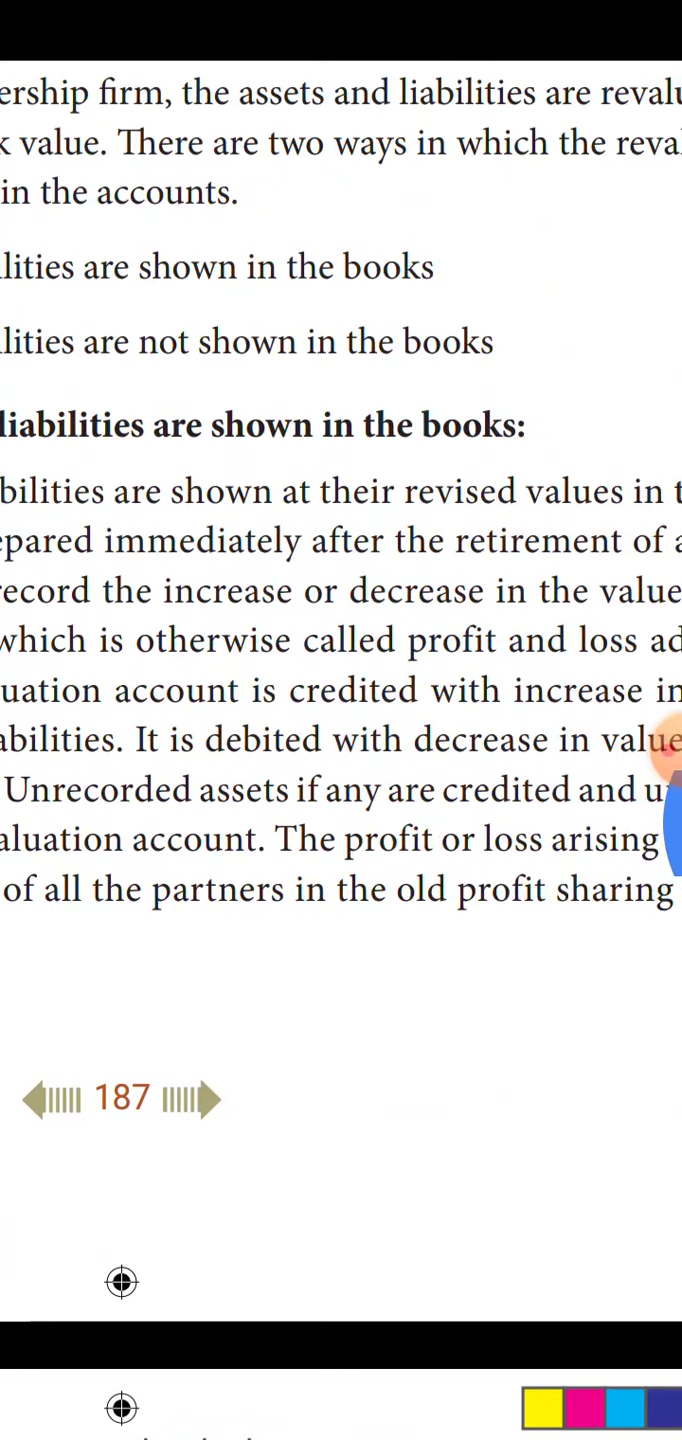 ership firm, the assets and liabilities are revalu
k value. There are two ways in which the reval
in the accounts.
ilities are shown in the books
ilities are not shown in the books
liabilities are shown in the books:
bilities are shown at their revised values in t
epared immediately after the retirement of a
record the increase or decrease in the value
which is otherwise called profit and loss ad
uation account is credited with increase in
abilities. It is debited with decrease in value
Unrecorded assets if any are credited and u
aluation account. The profit or loss arising
of all the partners in the old profit sharing
187